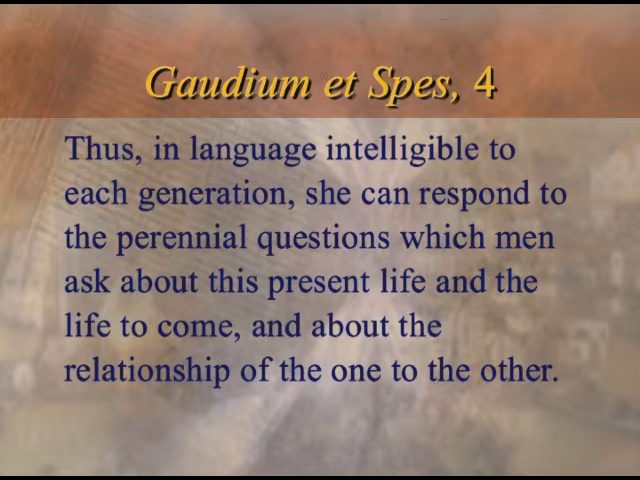 Gaudium et Spes, 4
Thus, in language intelligible to
each generation, she can respond to
the perennial questions which men
ask about this present life and the
life to come, and about the
relationship of the one to the other.